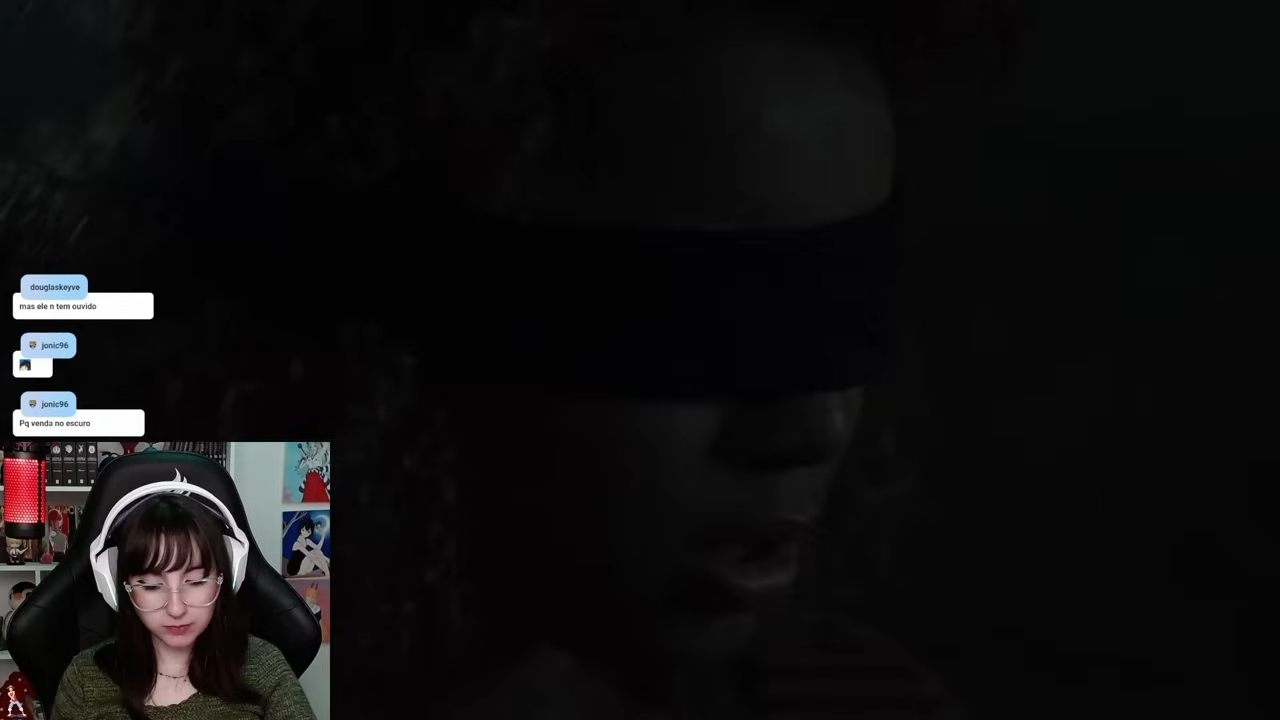 douglaskeyve
mas ele n tem ouvido
jonic96
jonic96
Pq venda no escuro